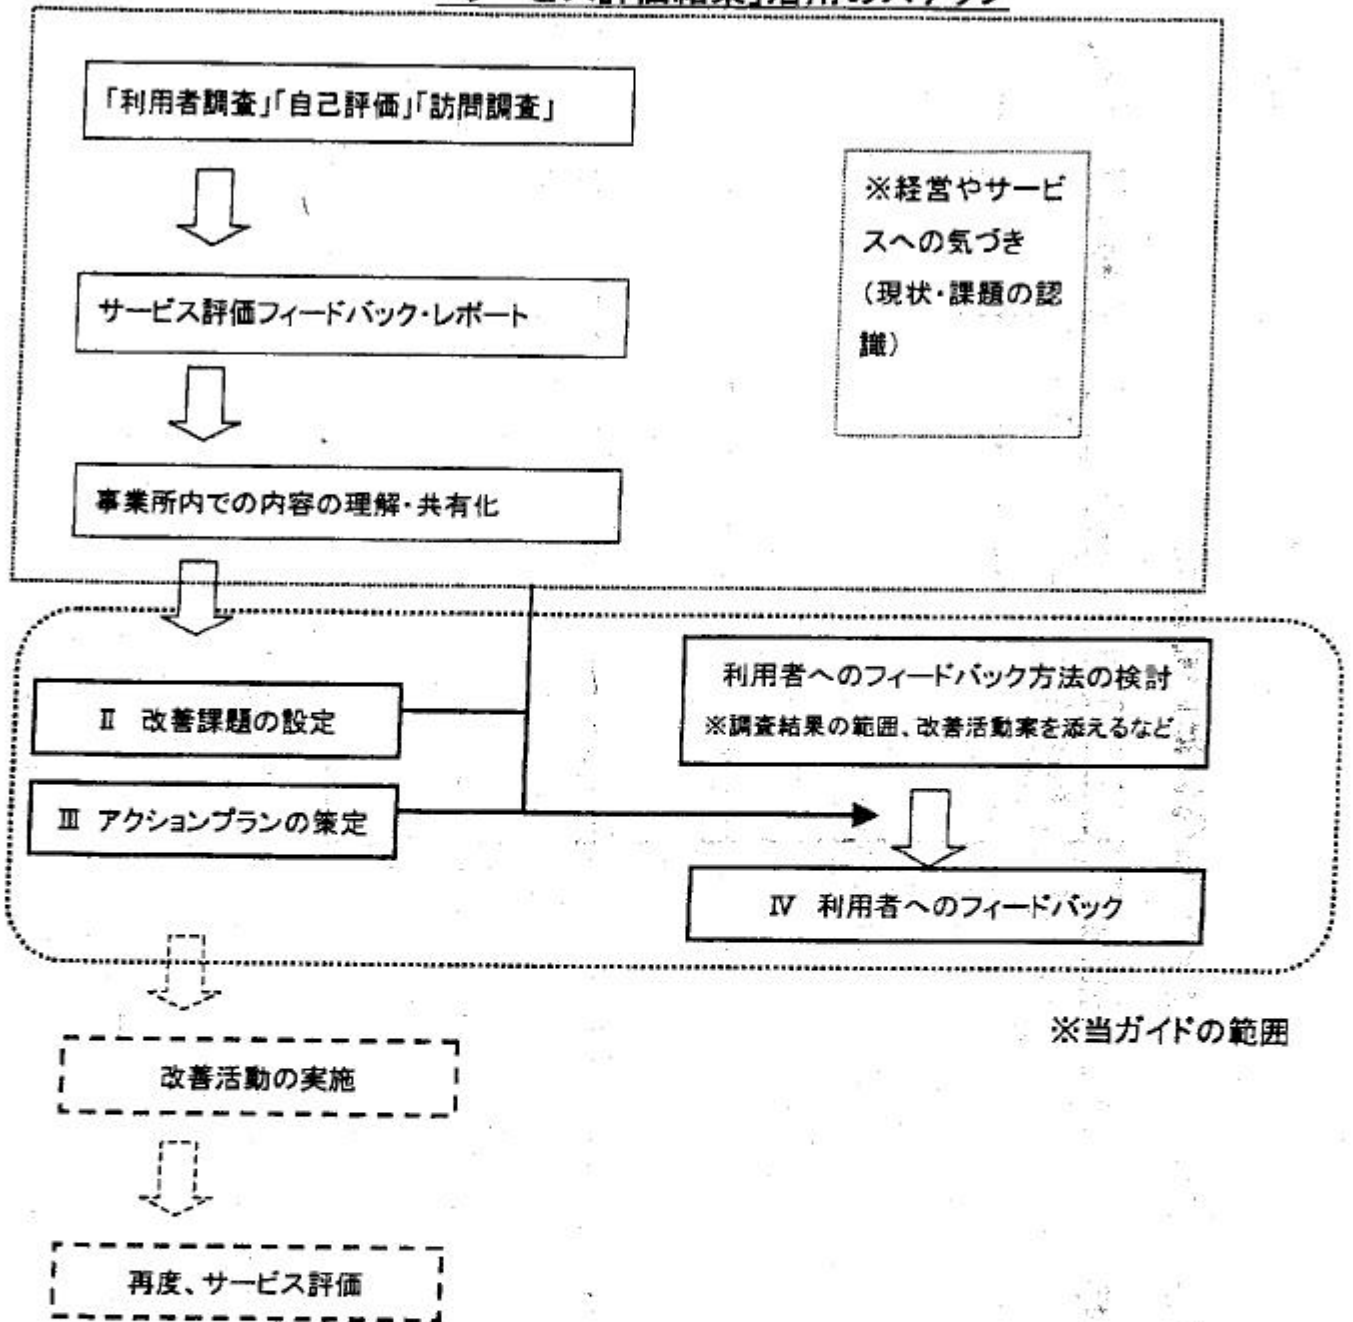 「利用者調査」「自己評価」「訪問調査」
※経営やサービ
スへの気づき
(現状・課題の認
識)
サービス評価フィードバック・レポート
事業所内での内容の理解・共有化
利用者へのフィードバック方法の検討
※調査結果の範囲、改善活動案を添えるなど
Ⅱ 改善課題の設定
Ⅲ アクションプランの策定
Ⅳ 利用者へのフィードバック
※当ガイドの範囲
改善活動の実施
再度、サービス評価